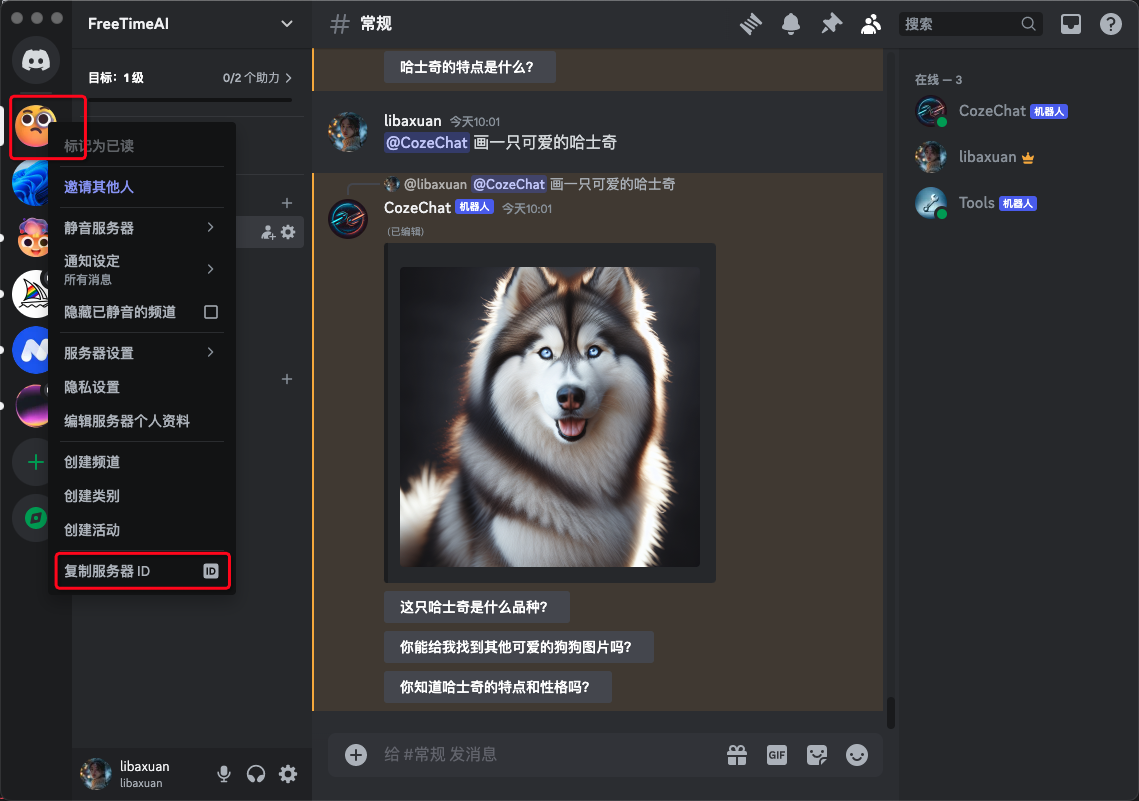 FreeTimeAI
目标：1 级
0/2 个助力
标记为已读
邀请其他人
静音服务器
通知设定
所有消息
隐藏已静音的频道
服务器设置
隐私设置
编辑服务器个人资料
创建频道
创建类别
创建活动
复制服务器 ID
ID
libaxuan
libaxuan
常规
搜索
哈士奇的特点是什么?
libaxuan 今天10:01
@CozeChat 画一只可爱的哈士奇
@libaxuan @CozeChat 画一只可爱的哈士奇
CozeChat 机器人 今天10:01
(已编辑)
这只哈士奇是什么品种?
你能给我找到其他可爱的狗狗图片吗?
你知道哈士奇的特点和性格吗?
给 #常规 发消息
GIF
在线 — 3
CozeChat 机器人
libaxuan
Tools 机器人